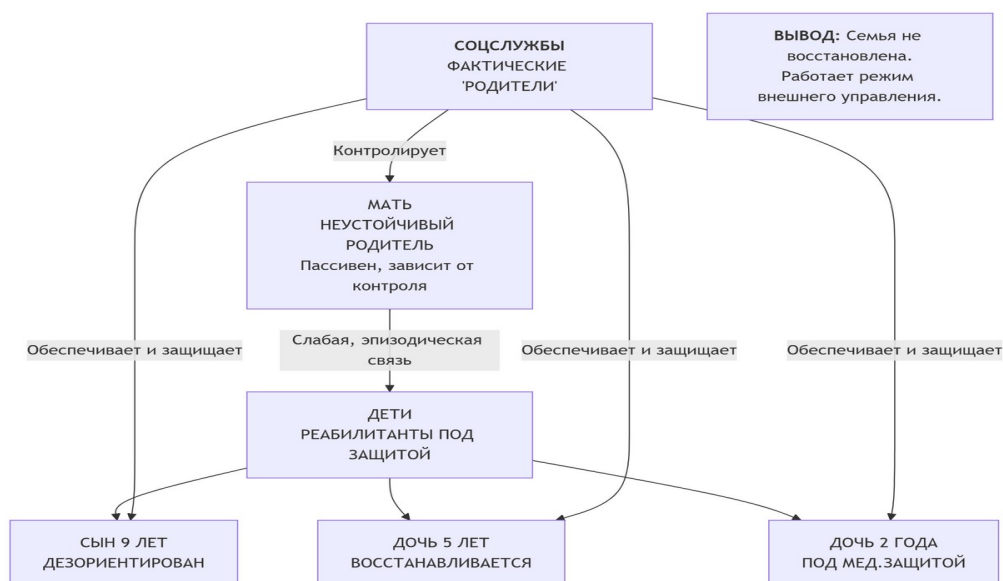 СОЦСЛУЖБЫ
ФАКТИЧЕСКИЕ
'РОДИТЕЛИ'
ВЫВОД: Семья не
восстановлена.
Работает режим
внешнего управления.
Контролирует
МАТЬ
НЕУСТОЙЧИВЫЙ
РОДИТЕЛЬ
Пассивен, зависит от
контроля
Обеспечивает и защищает
Слабая, эпизодическая
связь
Обеспечивает и защищает
Обеспечивает и защищает
ДЕТИ
РЕАБИЛИТАНТЫ ПОД
ЗАЩИТОЙ
СЫН 9 ЛЕТ
ДЕЗОРИЕНТИРОВАН
ДОЧЬ 5 ЛЕТ
ВОССТАНАВЛИВАЕТСЯ
ДОЧЬ 2 ГОДА
ПОД МЕД.ЗАЩИТОЙ